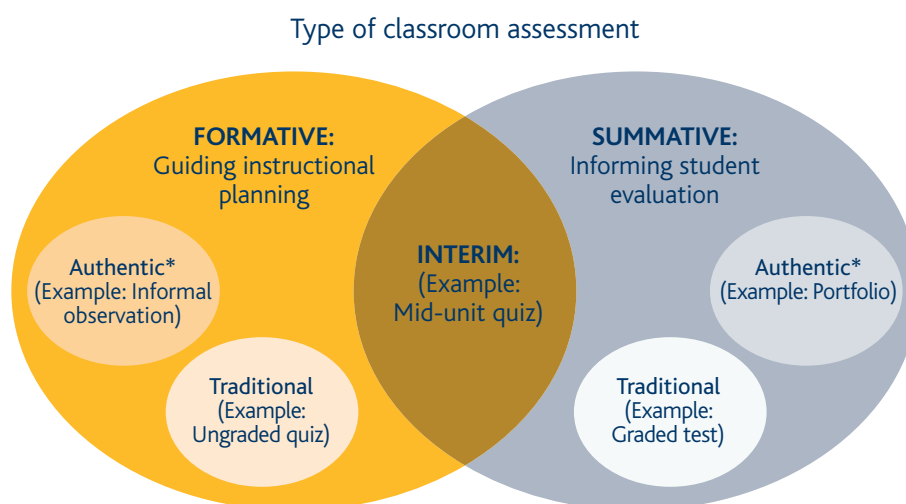 Type of classroom assessment
FORMATIVE:
Guiding instructional
planning
SUMMATIVE:
Informing student
evaluation
Authentic*
(Example: Informal
observation)
INTERIM:
(Example:
Mid-unit quiz)
Authentic*
(Example: Portfolio)
Traditional
(Example:
Ungraded quiz)
Traditional
(Example:
Graded test)